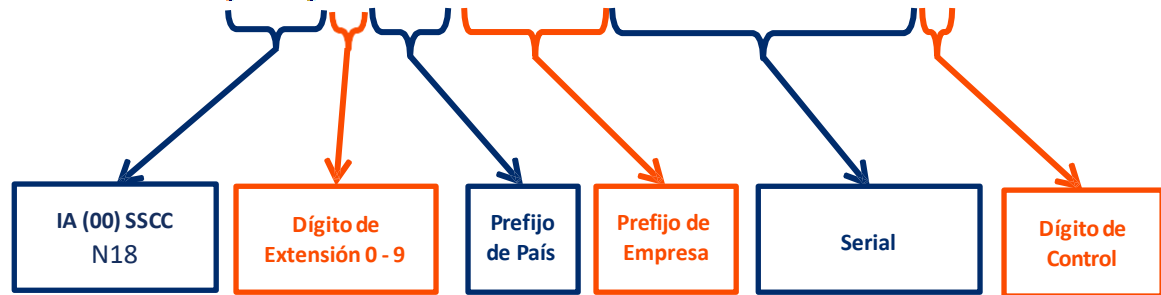 IA (00) SSCC
N18
Dígito de
Extensión 0 - 9
Prefijo
de País
Prefijo de
Empresa
Serial
Dígito de
Control